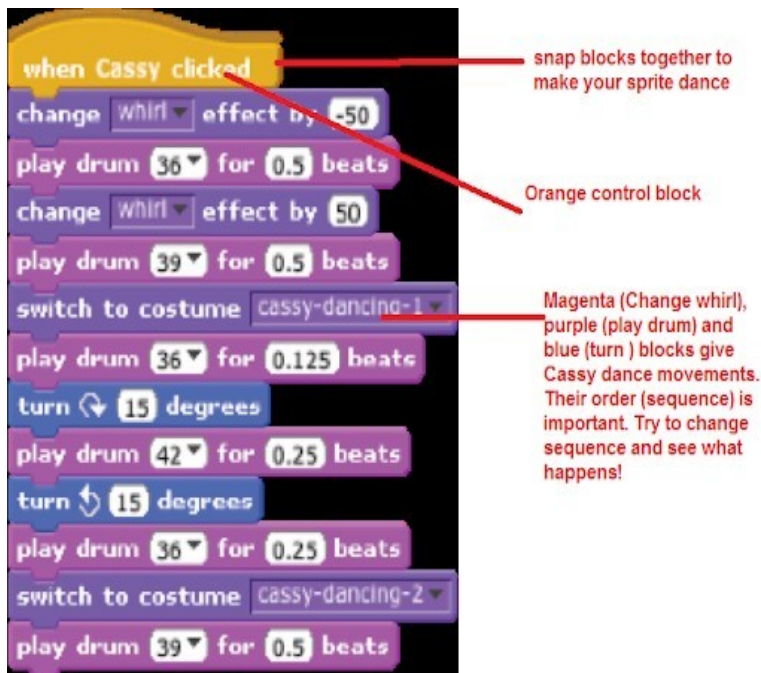 when Cassy clicked
change whirl effect by -50
play drum 36 for 0.5 beats
change whirl effect by 50
play drum 39 for 0.5 beats
switch to costume cassy-dancing-1
play drum 36 for 0.125 beats
turn 15 degrees
play drum 42 for 0.25 beats
turn 15 degrees
play drum 36 for 0.25 beats
switch to costume cassy-dancing-2
play drum 39 for 0.5 beats
snap blocks together to
make your sprite dance
Orange control block
Magenta (Change whirl),
purple (play drum) and
blue (turn ) blocks give
Cassy dance movements.
Their order (sequence) is
important. Try to change
sequence and see what
happens!